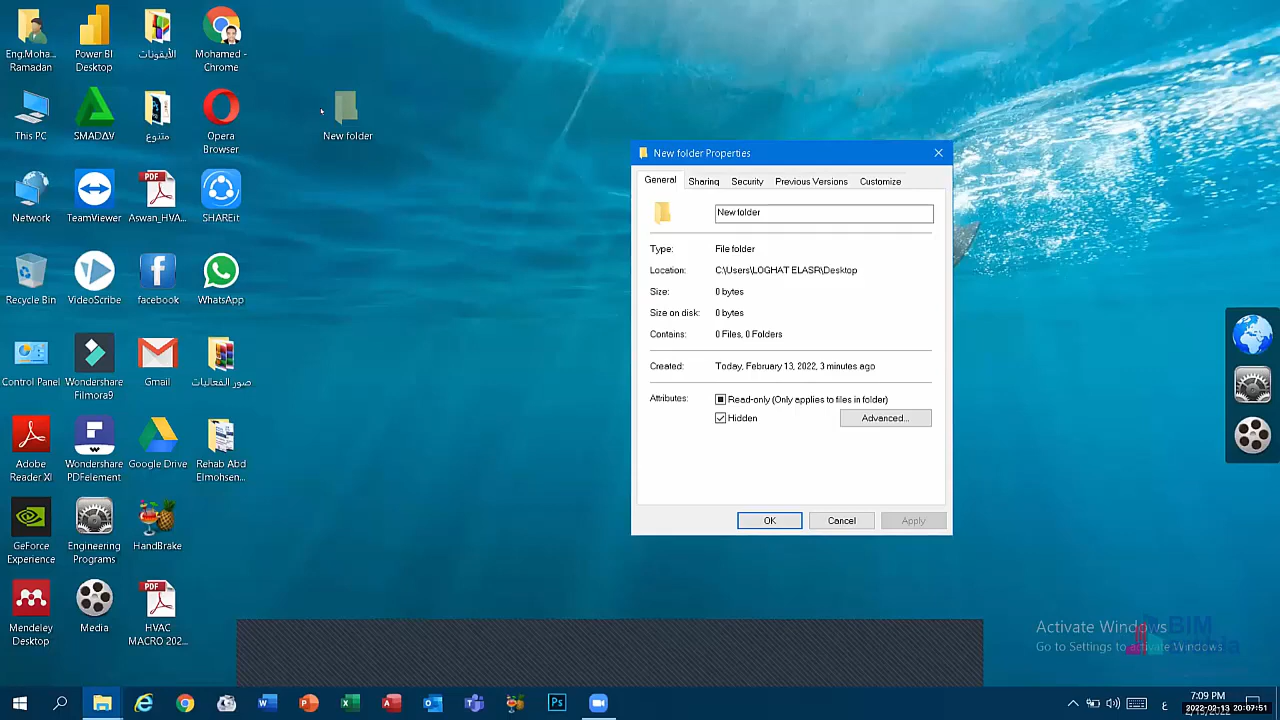 Eng.Moha...
Ramadan
Power BI
Desktop
الأيقونات
Mohamed -
Chrome
This PC
SMADAV
متنوع
Opera
Browser
New folder
Network
TeamViewer
Aswan_HVA...
SHAREit
Recycle Bin
VideoScribe
facebook
WhatsApp
Control Panel
Wondershare
Filmora9
Gmail
صور الفعاليات
Adobe
Reader XI
Wondershare
PDFelement
Google Drive
Rehab Abd
Elmohsen...
GeForce
Experience
Engineering
Programs
HandBrake
Mendeley
Desktop
Media
HVAC
MACRO 202...
PDF
PDF
New folder Properties
General Sharing Security Previous Versions Customize
New folder
Type: File folder
Location: C:\Users\LOGHAT ELASR\Desktop
Size: 0 bytes
Size on disk: 0 bytes
Contains: 0 Files, 0 Folders
Created: Today, February 13, 2022, 3 minutes ago
Attributes: Read-only (Only applies to files in folder)
Hidden Advanced...
OK Cancel Apply
Activate Windows
Go to Settings to activate Windows.
BIM
7:09 PM
2022-02-13 20:07:51